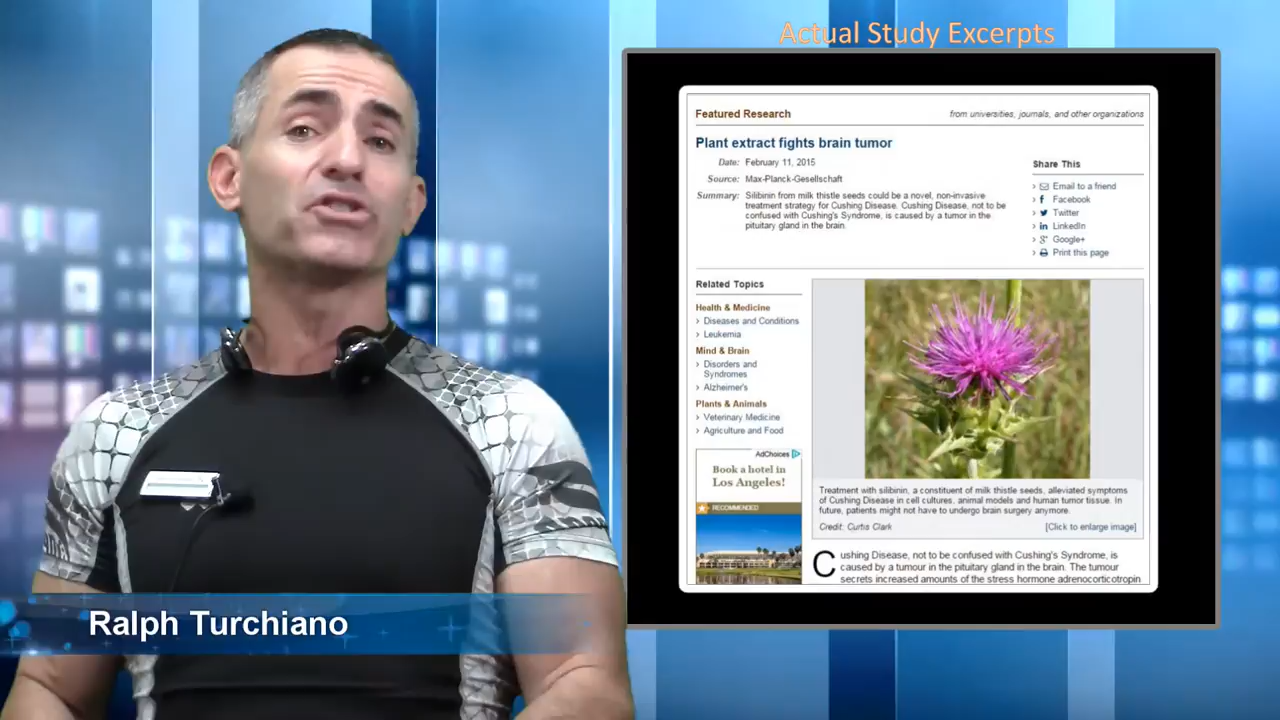 Actual Study Excerpts
Featured Research
from universities, journals, and other organizations
Plant extract fights brain tumor
Date: February 11, 2015
Source: Max-Planck-Gesellschaft
Summary: Silibinin from milk thistle seeds could be a novel, non-invasive
treatment strategy for Cushing Disease. Cushing Disease, not to be
confused with Cushing's Syndrome, is caused by a tumor in the
pituitary gland in the brain.
Share This
› Email to a friend
› Facebook
› Twitter
› LinkedIn
› Google+
› Print this page
Related Topics
Health & Medicine
› Diseases and Conditions
› Leukemia
Mind & Brain
› Disorders and
Syndromes
› Alzheimer's
Plants & Animals
› Veterinary Medicine
› Agriculture and Food
AdChoices
Book a hotel in
Los Angeles!
RECOMMENDED
Treatment with silibinin, a constituent of milk thistle seeds, alleviated symptoms
of Cushing Disease in cell cultures, animal models and human tumor tissue. In
future, patients might not have to undergo brain surgery anymore.
Credit: Curtis Clark
[Click to enlarge image]
Cushing Disease, not to be confused with Cushing's Syndrome, is
caused by a tumour in the pituitary gland in the brain. The tumour
secrets increased amounts of the stress hormone adrenocorticotropin
Ralph Turchiano